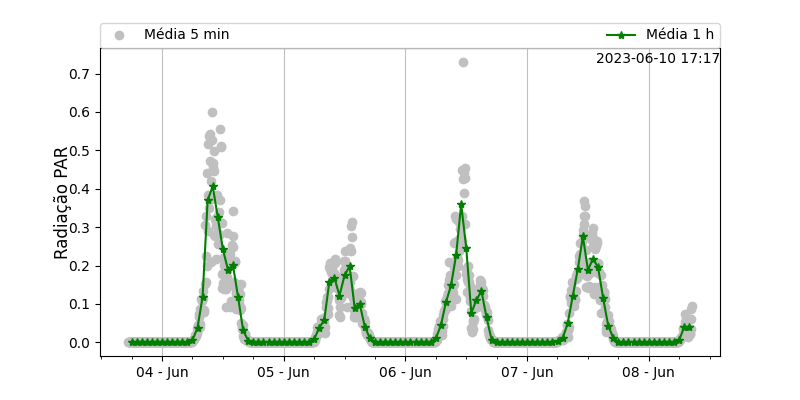 Média 5 min
Média 1 h
2023-06-10 17:17
Radiação PAR
0.7
0.6
0.5
0.4
0.3
0.2
0.1
0.0
04 - Jun
05 - Jun
06 - Jun
07 - Jun
08 - Jun